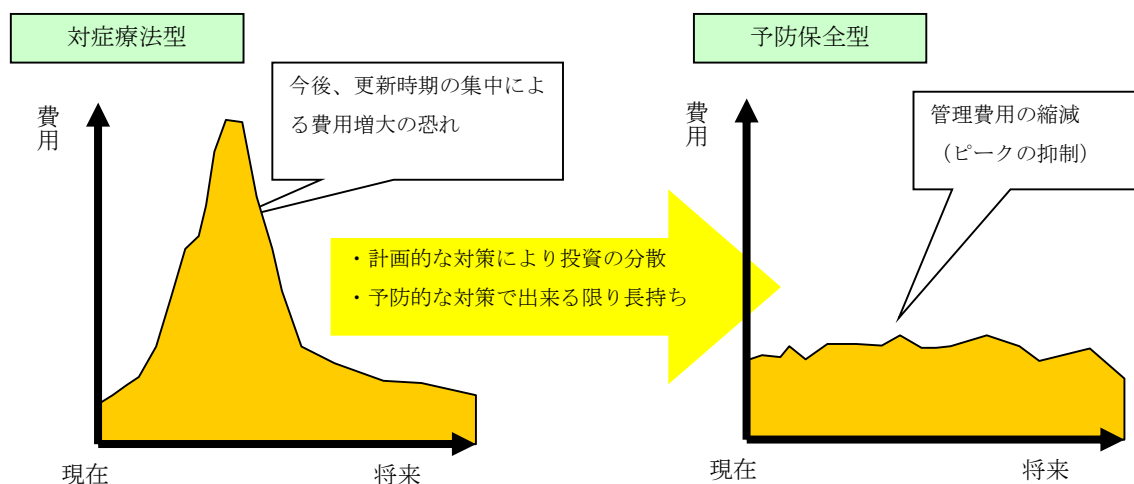 対症療法型
費用
今後、更新時期の集中によ
る費用増大の恐れ
現在
将来
・計画的な対策により投資の分散
・予防的な対策で出来る限り長持ち
予防保全型
費用
管理費用の縮減
（ピークの抑制）
現在
将来